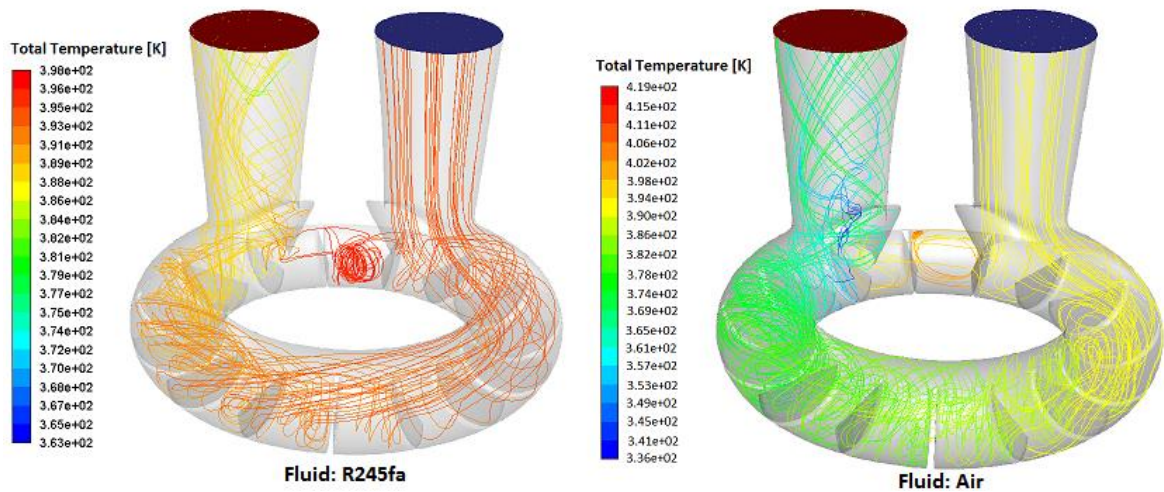 Total Temperature [K]
3.98e+02
3.96e+02
3.95e+02
3.93e+02
3.91e+02
3.89e+02
3.88e+02
3.86e+02
3.84e+02
3.82e+02
3.81e+02
3.79e+02
3.77e+02
3.75e+02
3.74e+02
3.72e+02
3.70e+02
3.68e+02
3.67e+02
3.65e+02
3.63e+02
Fluid: R245fa
Total Temperature [K]
4.19e+02
4.15e+02
4.11e+02
4.06e+02
4.02e+02
3.98e+02
3.94e+02
3.90e+02
3.86e+02
3.82e+02
3.78e+02
3.74e+02
3.69e+02
3.65e+02
3.61e+02
3.57e+02
3.53e+02
3.49e+02
3.45e+02
3.41e+02
3.36e+02
Fluid: Air